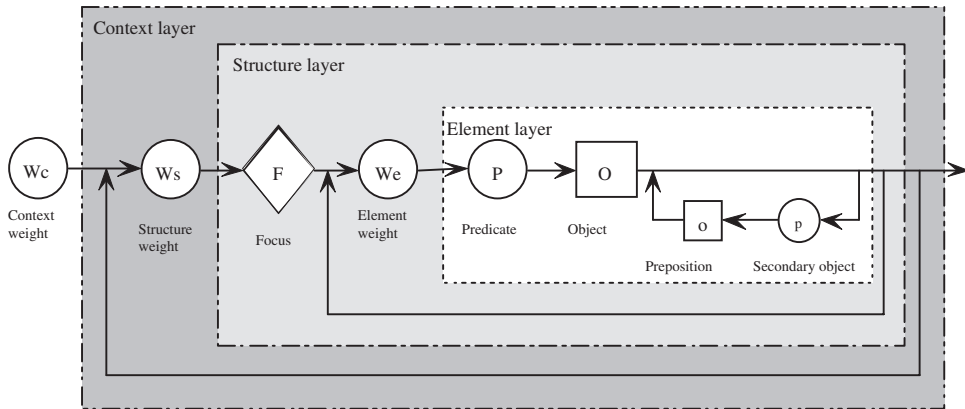 Context layer
Structure layer
Element layer
Wc
Ws
F
We
P
O
o
p
Context
weight
Structure
weight
Focus
Element
weight
Predicate
Object
Preposition
Secondary object